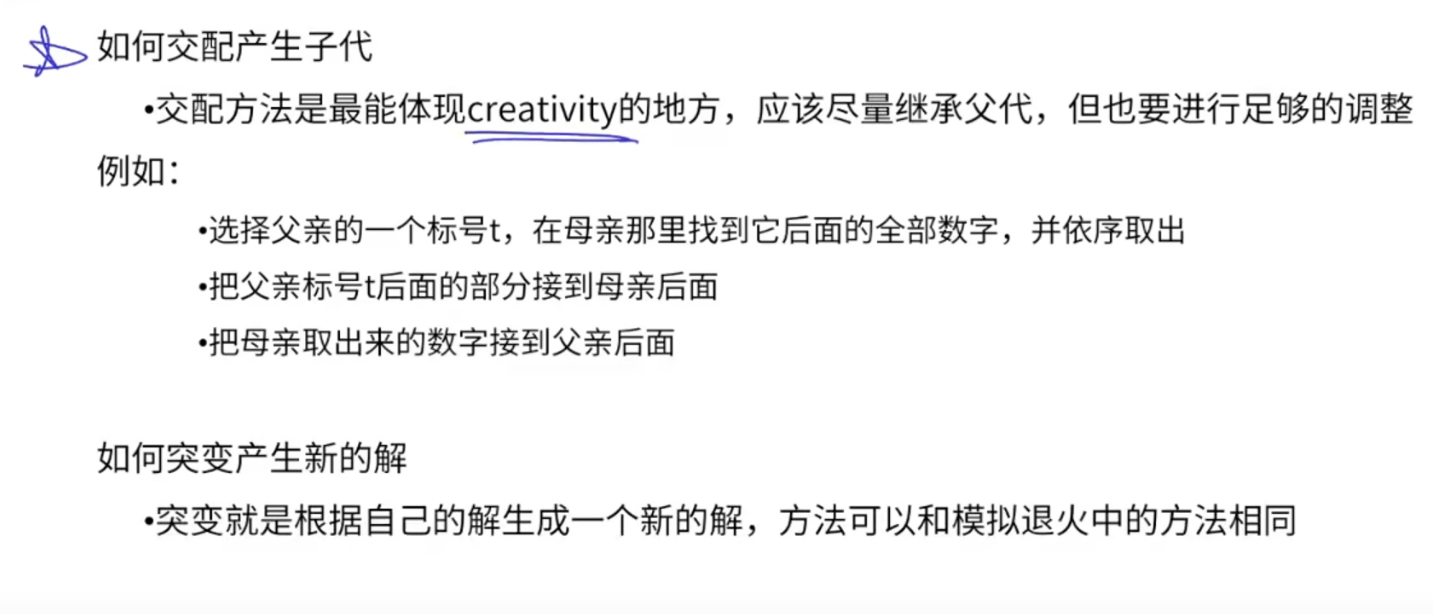 如何交配产生子代
•交配方法是最能体现creativity的地方，应该尽量继承父代，但也要进行足够的调整
例如：
•选择父亲的一个标号t，在母亲那里找到它后面的全部数字，并依序取出
•把父亲标号t后面的部分接到母亲后面
•把母亲取出来的数字接到父亲后面
如何突变产生新的解
•突变就是根据自己的解生成一个新的解，方法可以和模拟退火中的方法相同